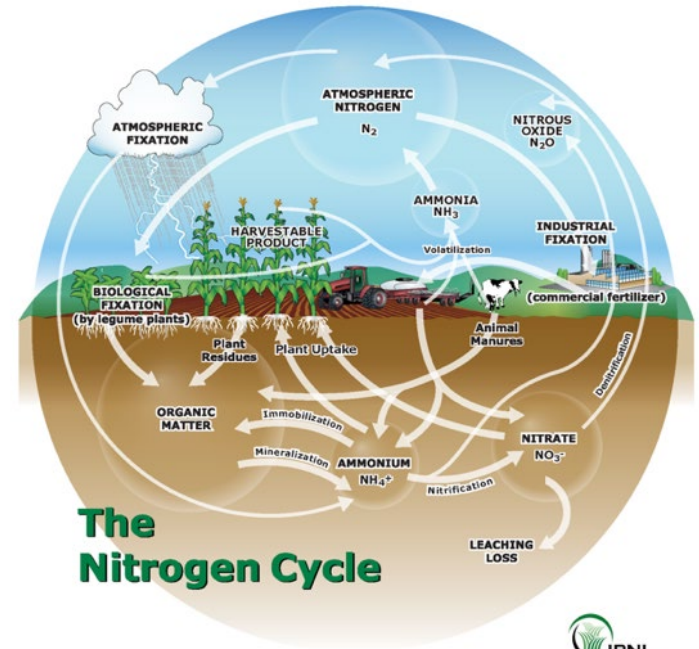 ATMOSPHERIC
NITROGEN
N₂
ATMOSPHERIC
FIXATION
NITROUS
OXIDE
N₂O
AMMONIA
NH₃
HARVESTABLE
PRODUCT
Volatilization
INDUSTRIAL
FIXATION
(commercial fertilizer)
BIOLOGICAL
FIXATION
(by legume plants)
Plant
Residues
Plant Uptake
Animal
Manures
Denitrification
ORGANIC
MATTER
Immobilization
Mineralization
AMMONIUM
NH₄⁺
Nitrification
NITRATE
NO₃⁻
LEACHING
LOSS
The
Nitrogen Cycle
IPNI